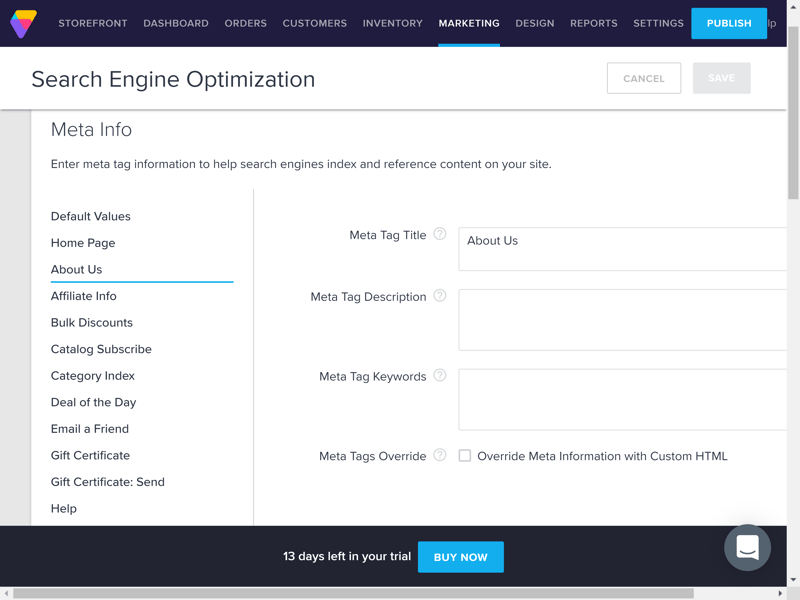 STOREFRONT DASHBOARD ORDERS CUSTOMERS INVENTORY MARKETING DESIGN REPORTS SETTINGS PUBLISH lp
Search Engine Optimization
CANCEL SAVE
Meta Info
Enter meta tag information to help search engines index and reference content on your site.
Default Values
Home Page
About Us
Affiliate Info
Bulk Discounts
Catalog Subscribe
Category Index
Deal of the Day
Email a Friend
Gift Certificate
Gift Certificate: Send
Help
Meta Tag Title ? About Us
Meta Tag Description ?
Meta Tag Keywords ?
Meta Tags Override ? Override Meta Information with Custom HTML
13 days left in your trial BUY NOW